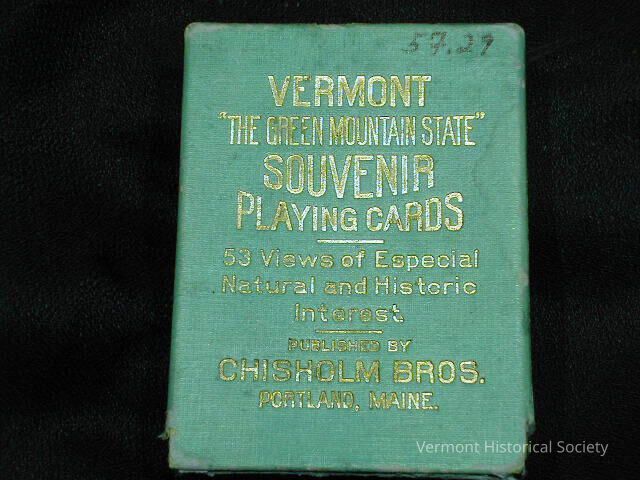 57.29
VERMONT
"THE GREEN MOUNTAIN STATE"
SOUVENIR
PLAYING CARDS
53 Views of Especial
Natural and Historic
Interest
PUBLISHED BY
CHISHOLM BROS.
PORTLAND, MAINE.
Vermont Historical Society